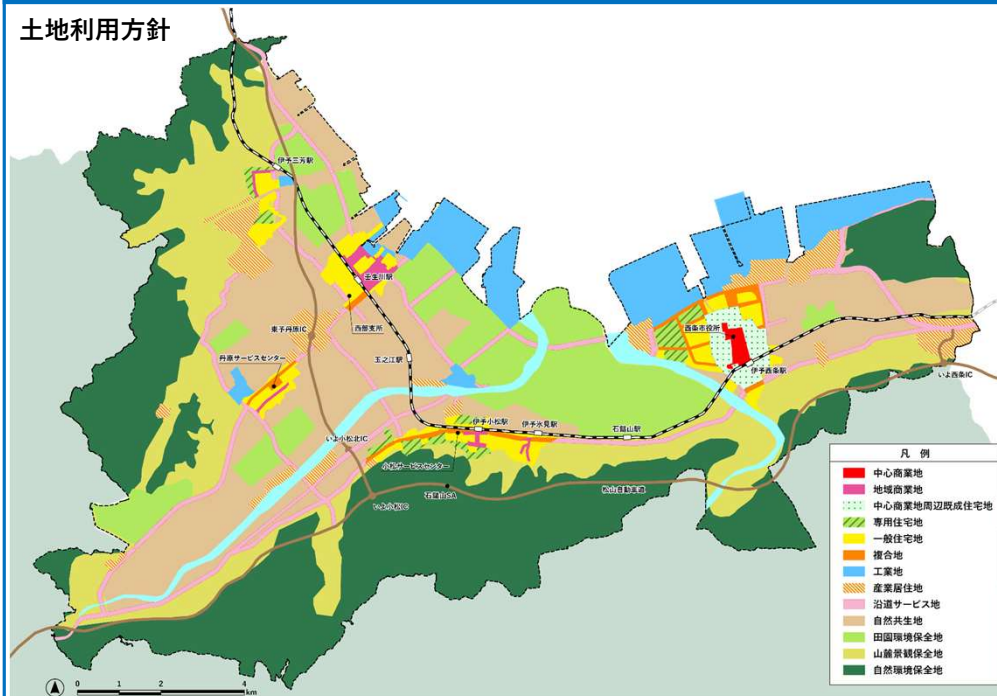 土地利用方針
伊予三芳駅
壬生川駅
西部支所
東予丹原IC
丹原サービスセンター
玉之江駅
西条市役所
伊予西条駅
いよ西条IC
伊予小松駅
伊予氷見駅
石鎚山駅
いよ小松北IC
小松サービスセンター
石鎚山SA
松山自動車道
いよ小松IC
凡 例
中心商業地
地域商業地
中心商業地周辺既成住宅地
専用住宅地
一般住宅地
複合地
工業地
産業居住地
沿道サービス地
自然共生地
田園環境保全地
山麓景観保全地
自然環境保全地
0 1 2 4
km